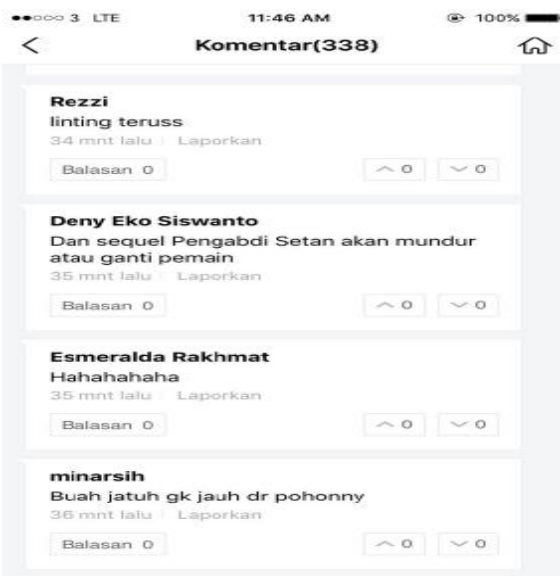 3 LTE 11:46 AM 100%
Komentar(338)
Rezzi
linting teruss
34 mnt lalu Laporkan
Balasan 0 0 0
Deny Eko Siswanto
Dan sequel Pengabdi Setan akan mundur
atau ganti pemain
35 mnt lalu Laporkan
Balasan 0 0 0
Esmeralda Rakhmat
Hahahahaha
35 mnt lalu Laporkan
Balasan 0 0 0
minarsih
Buah jatuh gk jauh dr pohonny
36 mnt lalu Laporkan
Balasan 0 0 0